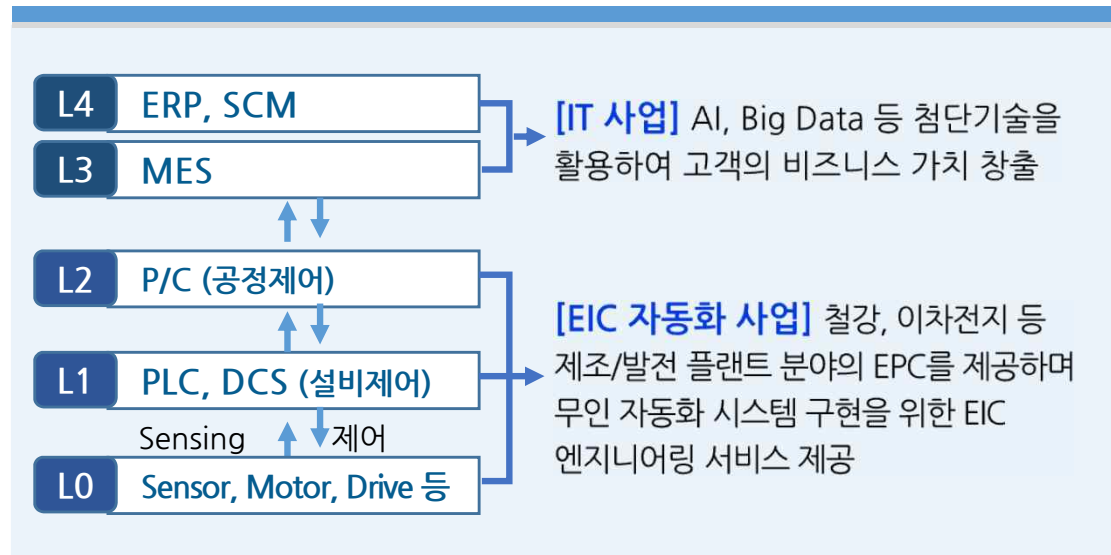 L4 ERP, SCM
L3 MES
[IT 사업] AI, Big Data 등 첨단기술을
활용하여 고객의 비즈니스 가치 창출
L2 P/C (공정제어)
L1 PLC, DCS (설비제어)
Sensing 제어
L0 Sensor, Motor, Drive 등
[EIC 자동화 사업] 철강, 이차전지 등
제조/발전 플랜트 분야의 EPC를 제공하며
무인 자동화 시스템 구현을 위한 EIC
엔지니어링 서비스 제공